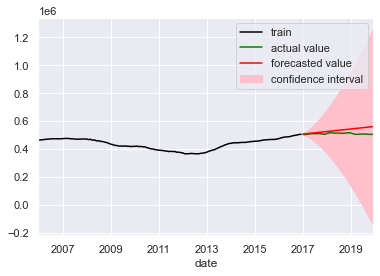 1e6
train
actual value
forecasted value
confidence interval
1.2
1.0
0.8
0.6
0.4
0.2
0.0
−0.2
2007 2009 2011 2013 2015 2017 2019
date